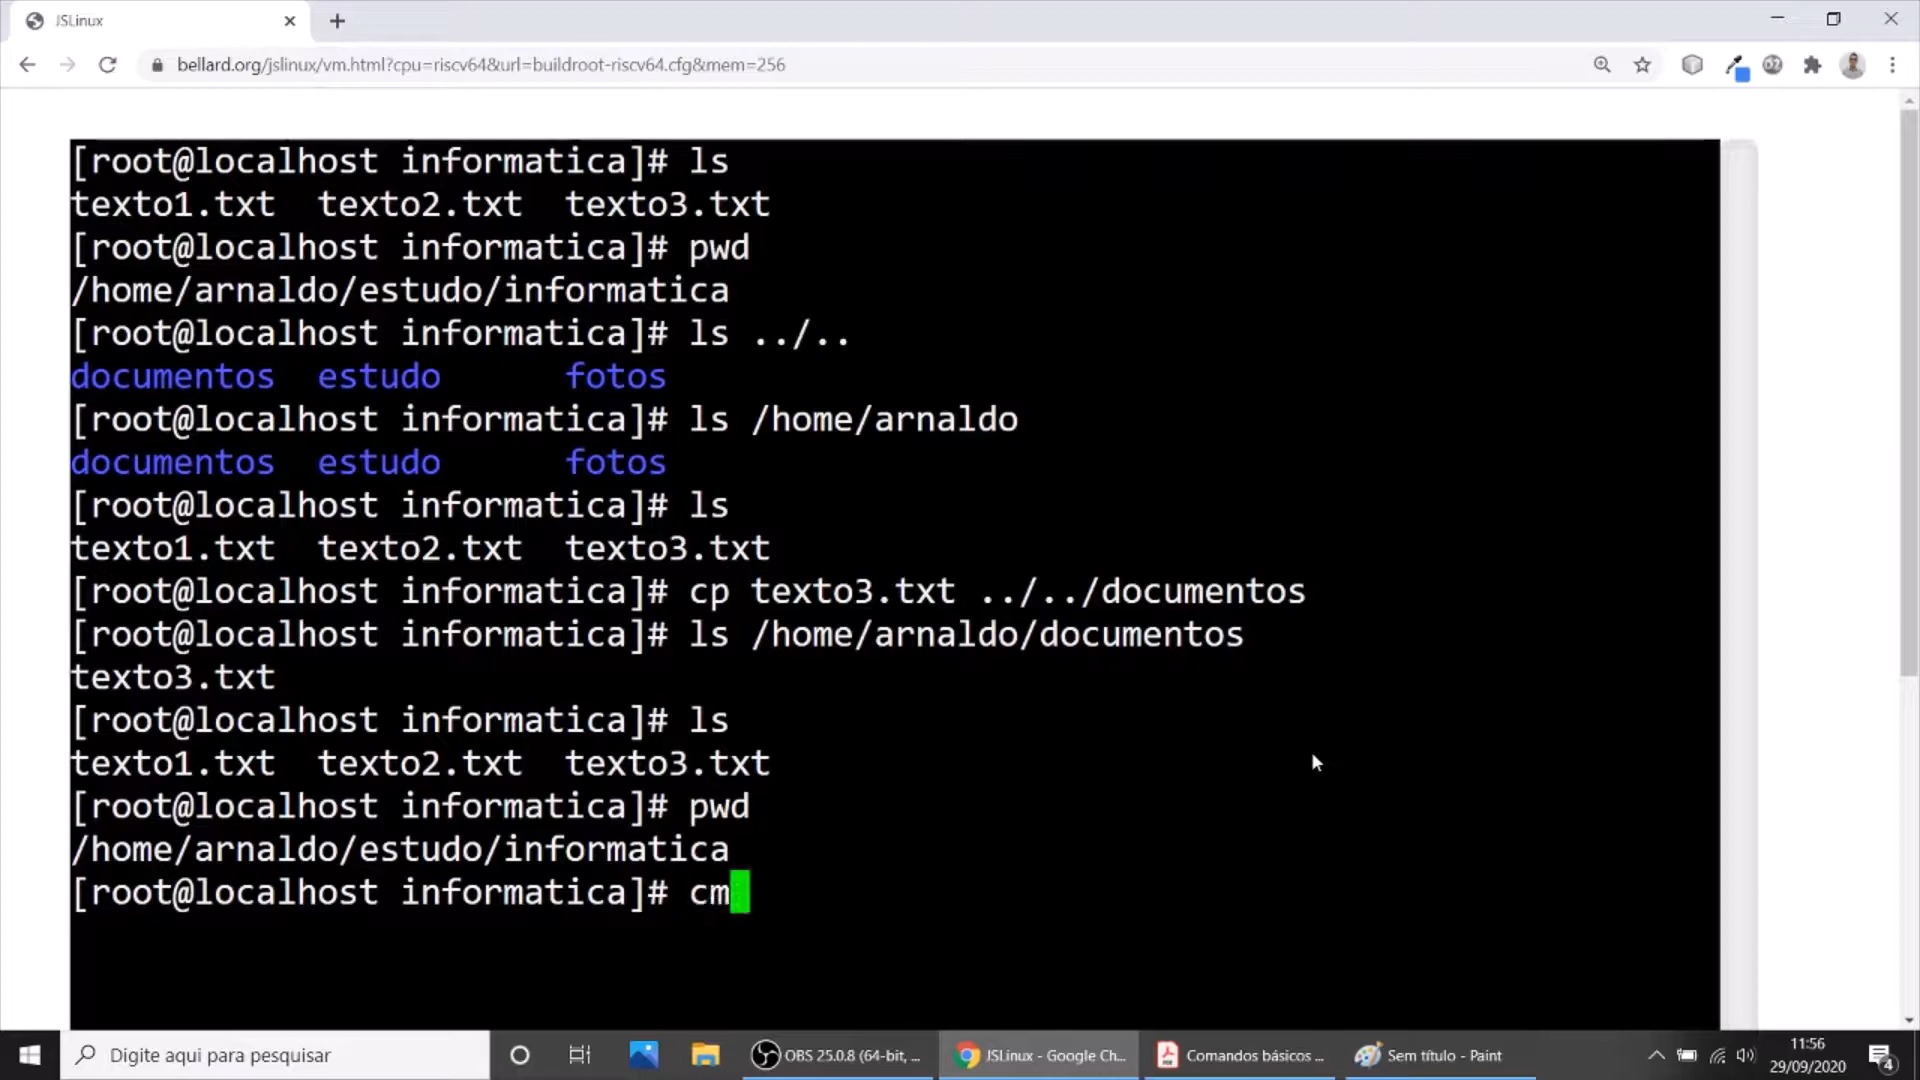 JSLinux
bellard.org/jslinux/vm.html?cpu=riscv64&url=buildroot-riscv64.cfg&mem=256
[root@localhost informatica]# ls
texto1.txt  texto2.txt  texto3.txt
[root@localhost informatica]# pwd
/home/arnaldo/estudo/informatica
[root@localhost informatica]# ls ../..
documentos  estudo      fotos
[root@localhost informatica]# ls /home/arnaldo
documentos  estudo      fotos
[root@localhost informatica]# ls
texto1.txt  texto2.txt  texto3.txt
[root@localhost informatica]# cp texto3.txt ../../documentos
[root@localhost informatica]# ls /home/arnaldo/documentos
texto3.txt
[root@localhost informatica]# ls
texto1.txt  texto2.txt  texto3.txt
[root@localhost informatica]# pwd
/home/arnaldo/estudo/informatica
[root@localhost informatica]# cm
Digite aqui para pesquisar
OBS 25.0.8 (64-bit, ...
JSLinux - Google Ch...
Comandos básicos ...
Sem título - Paint
11:56
29/09/2020
4